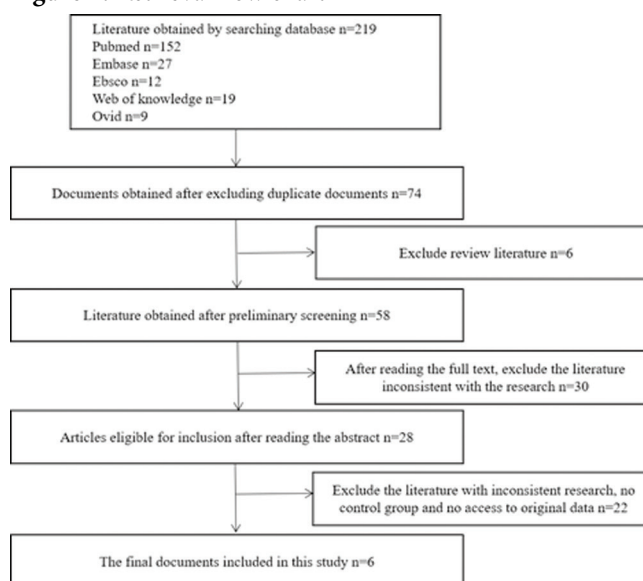 Literature obtained by searching database n=219
Pubmed n=152
Embase n=27
Ebsco n=12
Web of knowledge n=19
Ovid n=9
Documents obtained after excluding duplicate documents n=74
Exclude review literature n=6
Literature obtained after preliminary screening n=58
After reading the full text, exclude the literature
inconsistent with the research n=30
Articles eligible for inclusion after reading the abstract n=28
Exclude the literature with inconsistent research, no
control group and no access to original data n=22
The final documents included in this study n=6